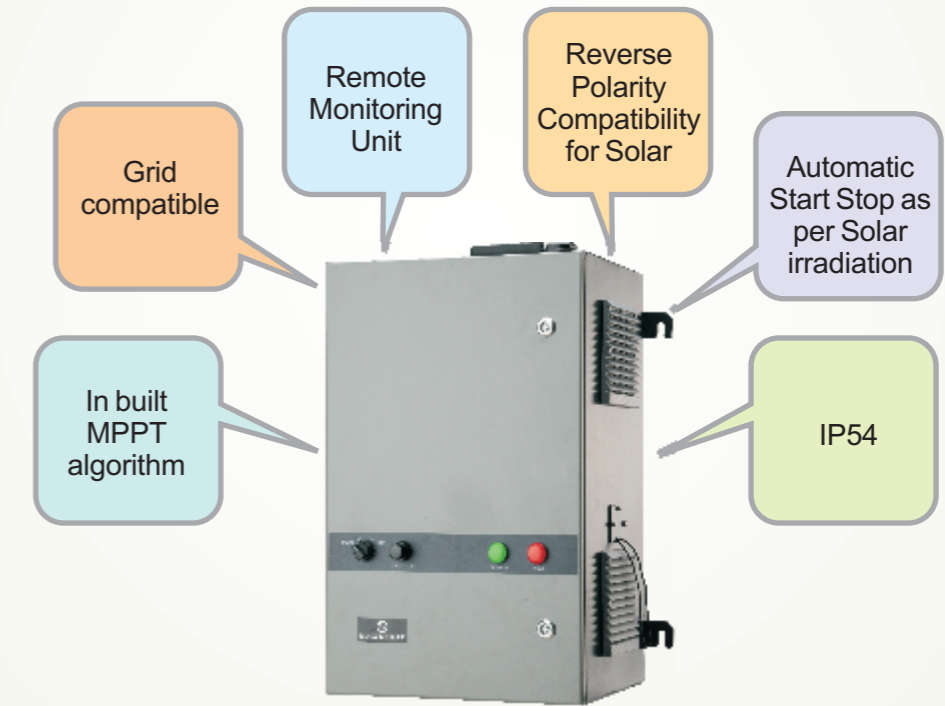 Remote
Monitoring
Unit
Reverse
Polarity
Compatibility
for Solar
Grid
compatible
Automatic
Start Stop as
per Solar
irradiation
In built
MPPT
algorithm
IP54